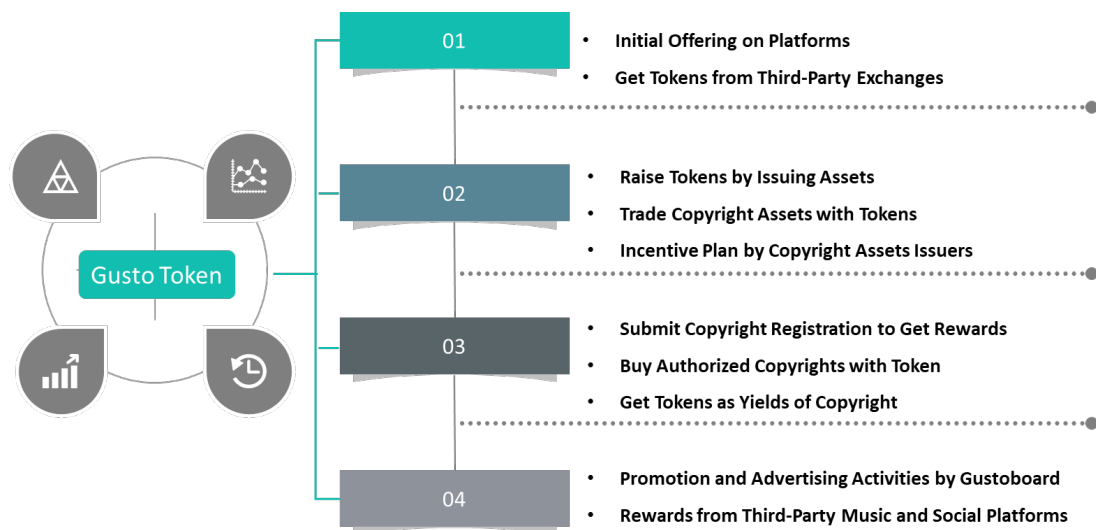 Gusto Token
01
• Initial Offering on Platforms
• Get Tokens from Third-Party Exchanges
02
• Raise Tokens by Issuing Assets
• Trade Copyright Assets with Tokens
• Incentive Plan by Copyright Assets Issuers
03
• Submit Copyright Registration to Get Rewards
• Buy Authorized Copyrights with Token
• Get Tokens as Yields of Copyright
04
• Promotion and Advertising Activities by Gustoboard
• Rewards from Third-Party Music and Social Platforms